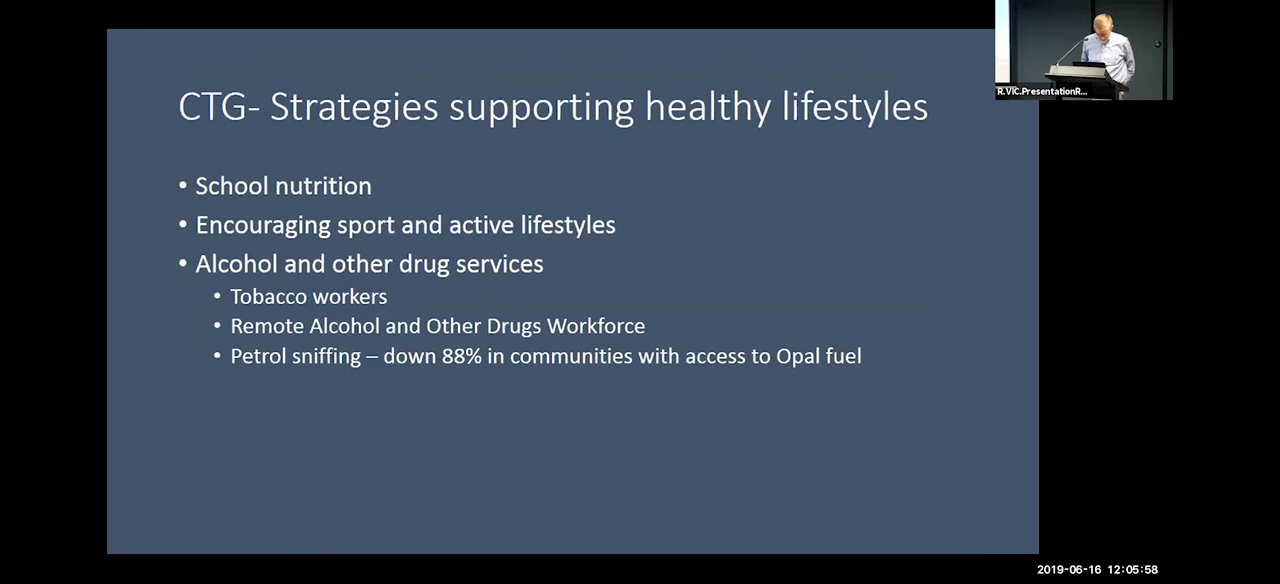 R.VIC.PresentationR...
CTG- Strategies supporting healthy lifestyles
• School nutrition
• Encouraging sport and active lifestyles
• Alcohol and other drug services
• Tobacco workers
• Remote Alcohol and Other Drugs Workforce
• Petrol sniffing – down 88% in communities with access to Opal fuel
2019-06-16 12:05:58